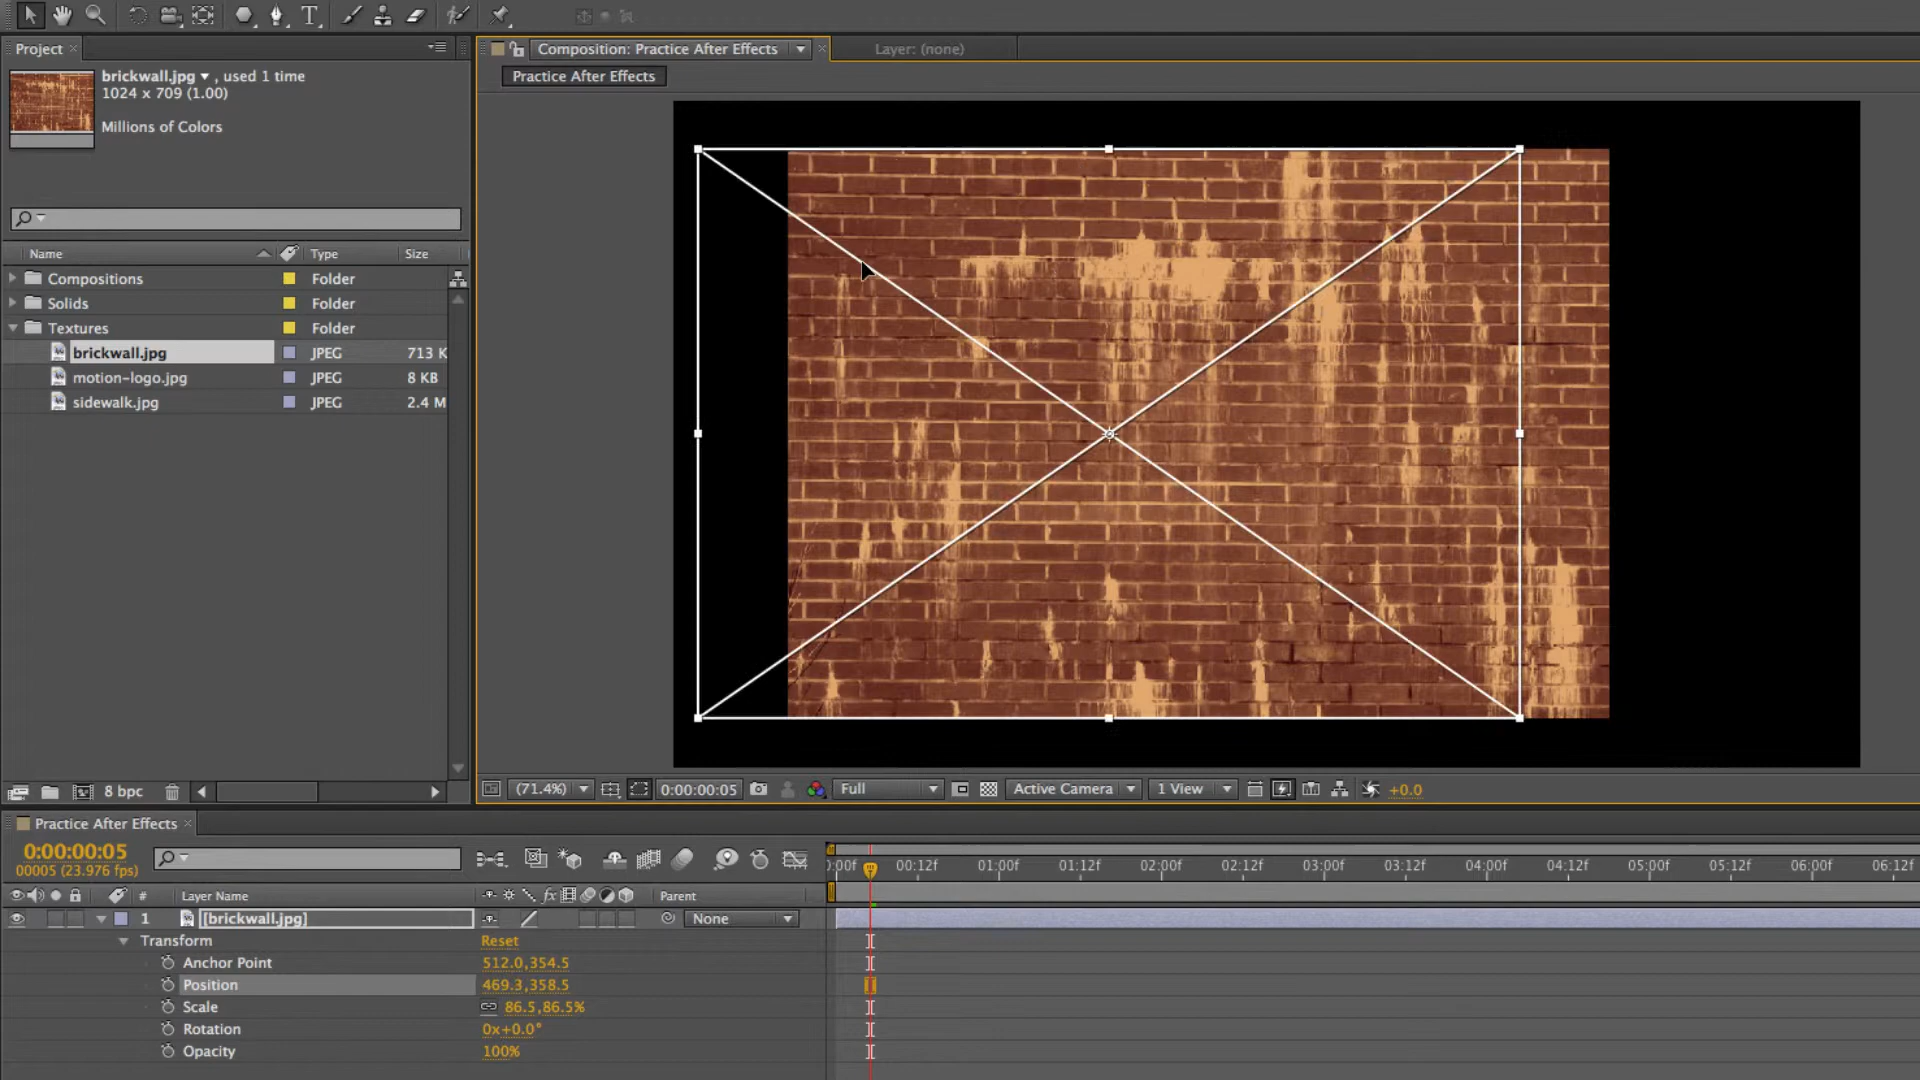 Project
Composition: Practice After Effects
Layer: (none)
brickwall.jpg , used 1 time
1024 x 709 (1.00)
Millions of Colors
Practice After Effects
Name Type Size
Compositions Folder
Solids Folder
Textures Folder
brickwall.jpg JPEG 713 K
motion-logo.jpg JPEG 8 KB
sidewalk.jpg JPEG 2.4 M
8 bpc
(71.4%) 0:00:00:05 Full Active Camera 1 View +0.0
Practice After Effects
0:00:00:05
00005 (23.976 fps)
):00f 00:12f 01:00f 01:12f 02:00f 02:12f 03:00f 03:12f 04:00f 04:12f 05:00f 05:12f 06:00f 06:12f
# Layer Name fx Parent
1 [brickwall.jpg] None
Transform Reset
Anchor Point 512.0,354.5
Position 469.3,358.5
Scale 86.5,86.5%
Rotation 0x+0.0°
Opacity 100%